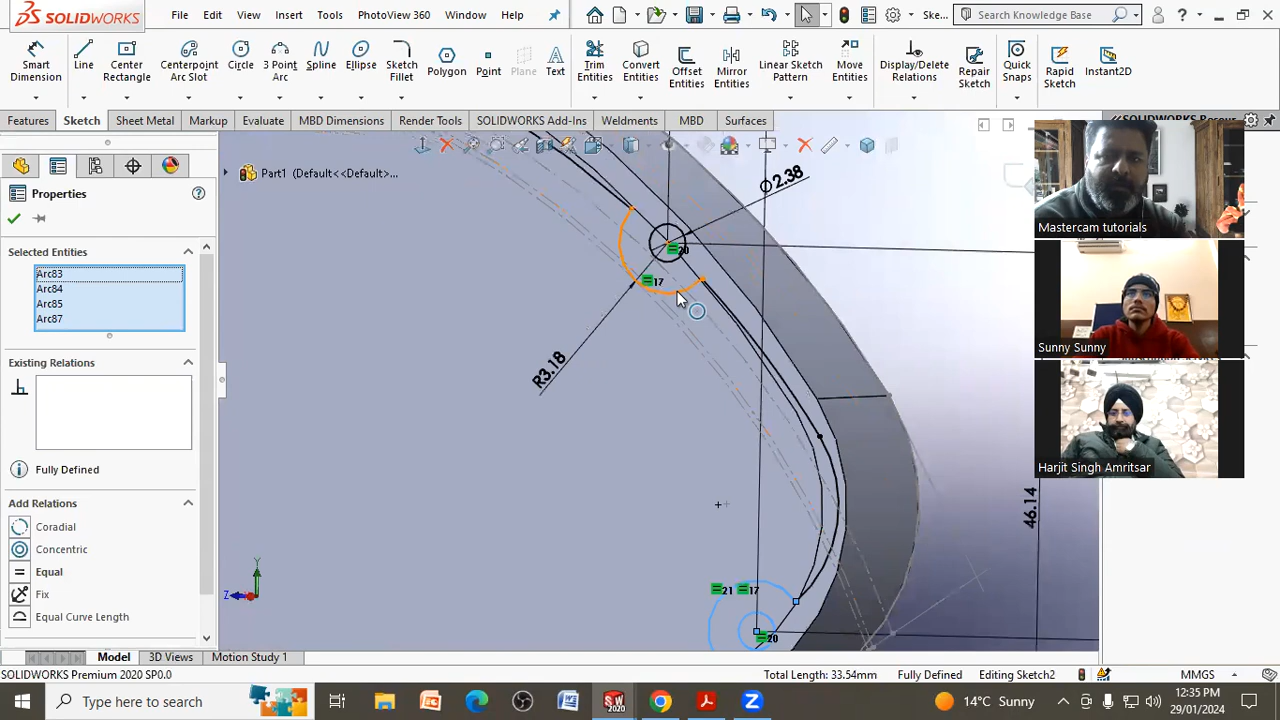 SOLIDWORKS
File Edit View Insert Tools PhotoView 360 Window Help
Ske...
Search Knowledge Base
Smart Dimension
Line
Center Rectangle
Centerpoint Arc Slot
Circle
3 Point Arc
Spline
Ellipse
Sketch Fillet
Polygon
Point
Plane
Text
Trim Entities
Convert Entities
Offset Entities
Mirror Entities
Linear Sketch Pattern
Move Entities
Display/Delete Relations
Repair Sketch
Quick Snaps
Rapid Sketch
Instant2D
Features Sketch Sheet Metal Markup Evaluate MBD Dimensions Render Tools SOLIDWORKS Add-Ins Weldments MBD Surfaces
Part1 (Default<<Default>...
Properties
Selected Entities
Arc83
Arc84
Arc85
Arc87
Existing Relations
Fully Defined
Add Relations
Coradial
Concentric
Equal
Fix
Equal Curve Length
Ø2.38
20
17
R3.18
46.14
21 17
20
Y
Z
Mastercam tutorials
Sunny Sunny
Harjit Singh Amritsar
Model 3D Views Motion Study 1
SOLIDWORKS Premium 2020 SP0.0
Total Length: 33.54mm Fully Defined Editing Sketch2 MMGS
Type here to search
14°C Sunny
12:35 PM
29/01/2024